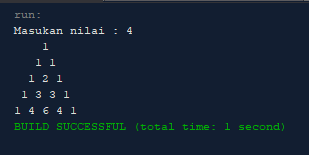 run:
Masukan nilai : 4
1
1 1
1 2 1
1 3 3 1
1 4 6 4 1
BUILD SUCCESSFUL (total time: 1 second)